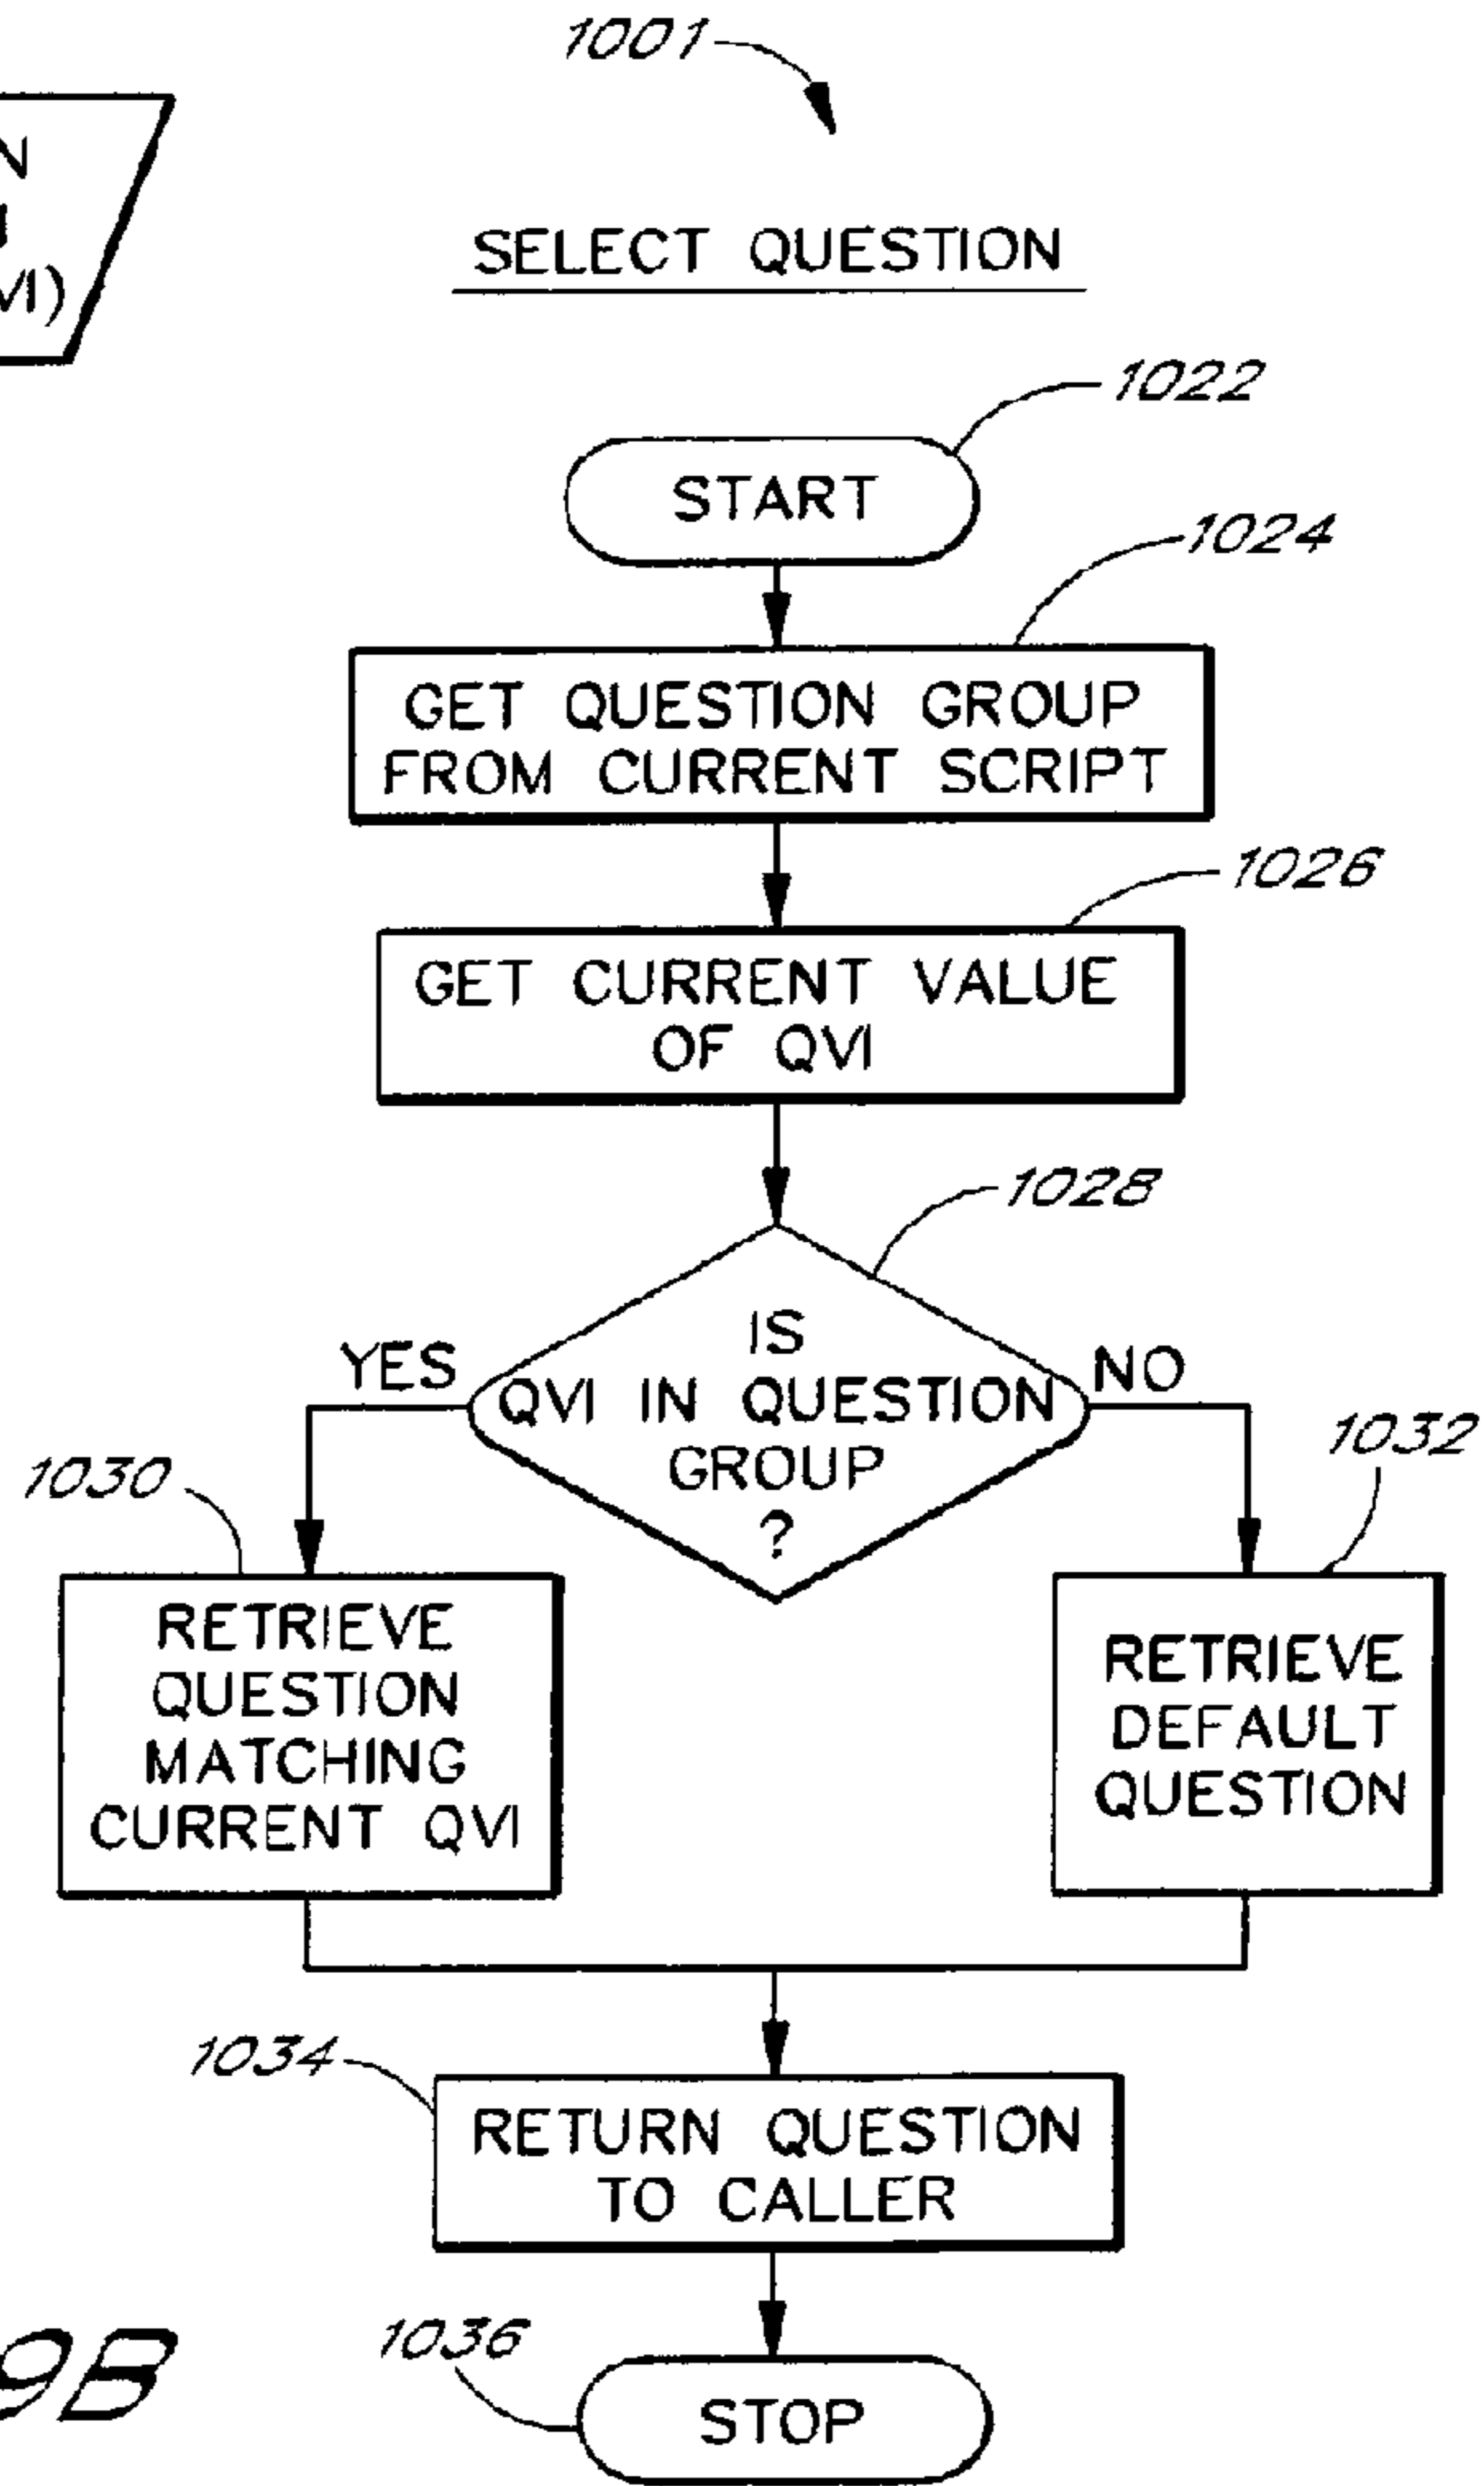 1001
N
M)
SELECT QUESTION
1022
START
1024
GET QUESTION GROUP
FROM CURRENT SCRIPT
1026
GET CURRENT VALUE
OF QVI
1028
IS
QVI IN QUESTION
GROUP
?
YES
NO
1030
1032
RETRIEVE
QUESTION
MATCHING
CURRENT QVI
RETRIEVE
DEFAULT
QUESTION
1034
RETURN QUESTION
TO CALLER
1036
STOP
9B